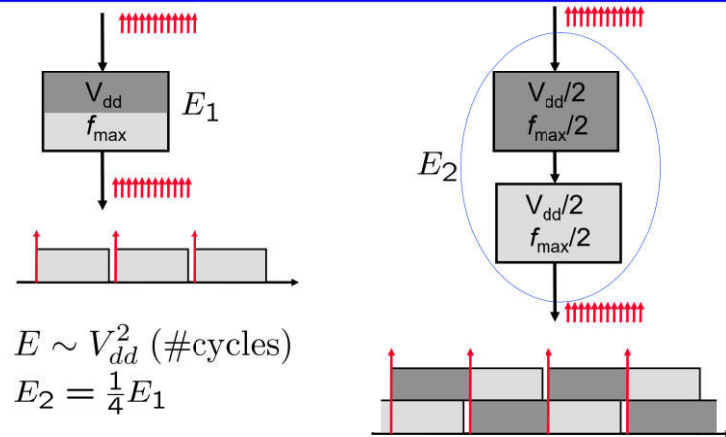 V_dd
f_max
E_1
E ∼ V_dd^2 (#cycles)
E_2 = 1/4 E_1
V_dd/2
f_max/2
E_2
V_dd/2
f_max/2